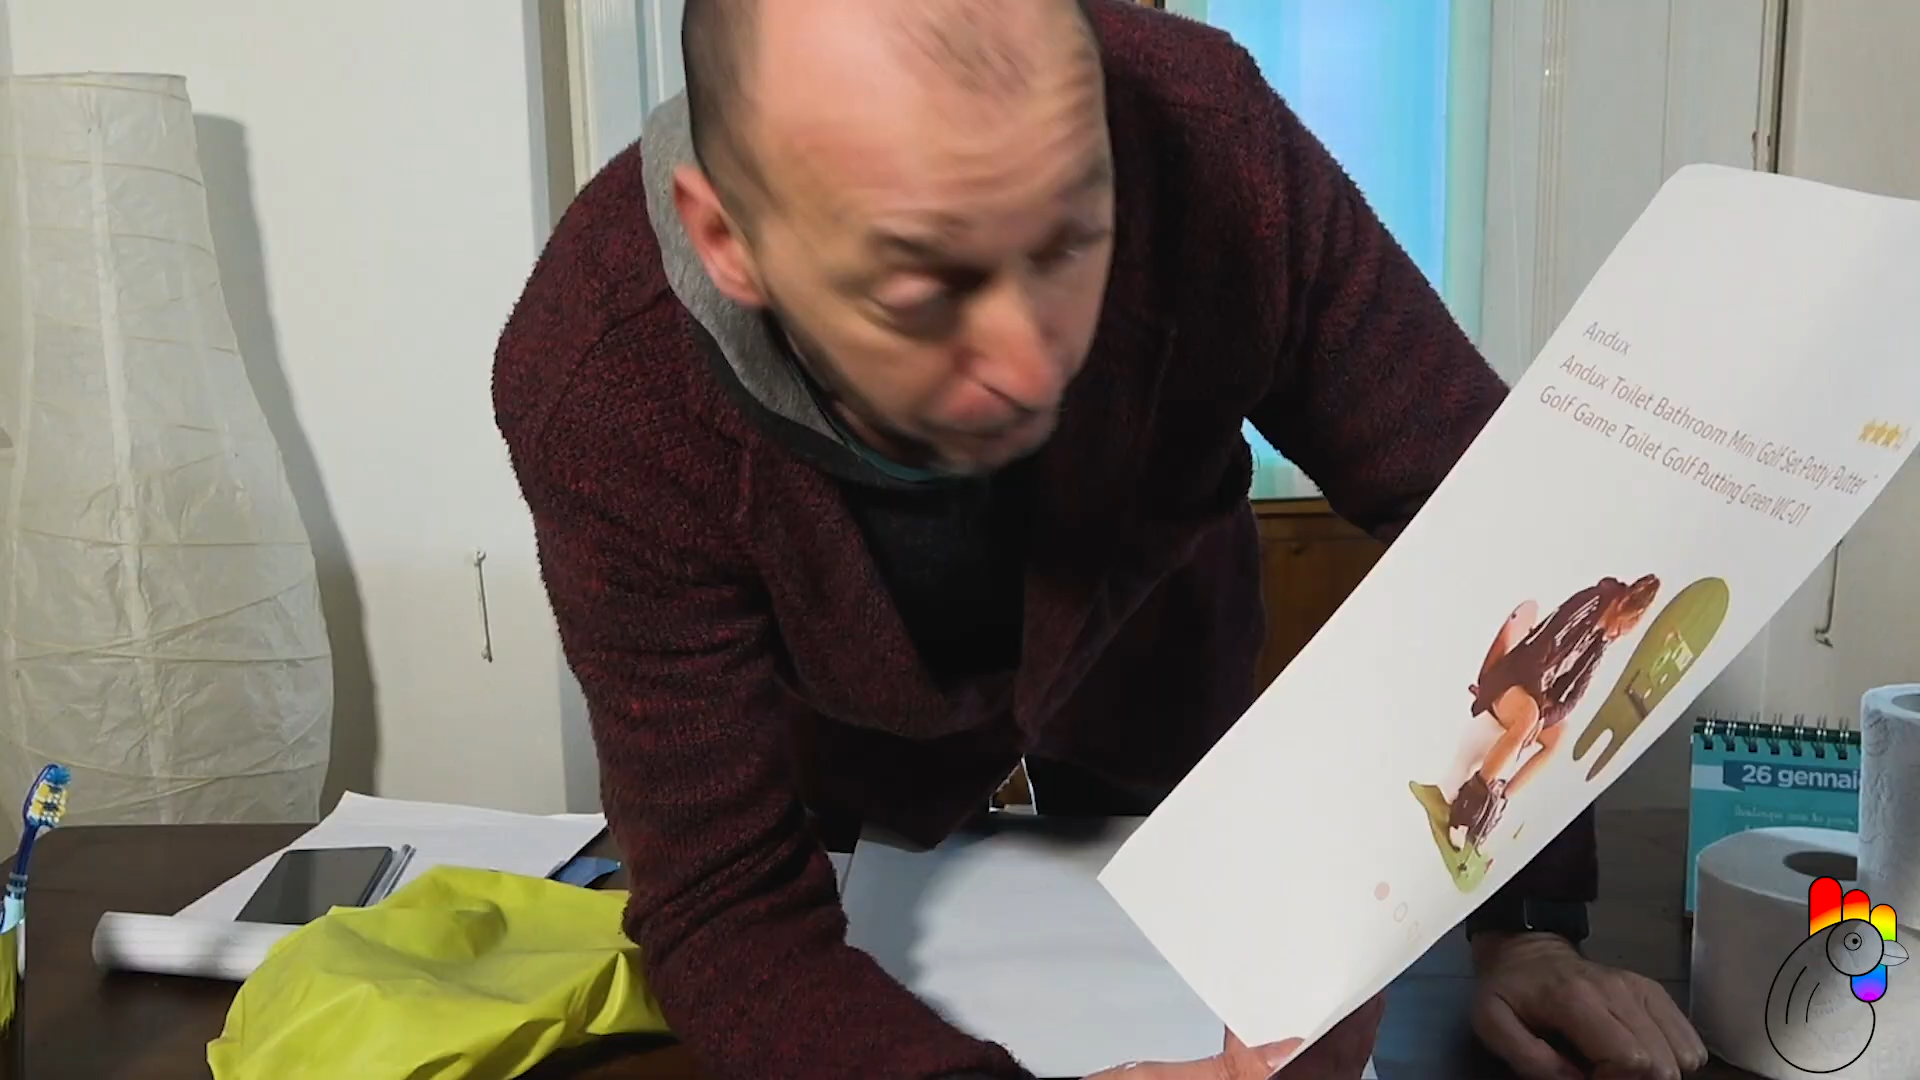 Andux
Andux Toilet Bathroom Mini Golf Set Potty Putter
Golf Game Toilet Golf Putting Green WC-01
26 gennai